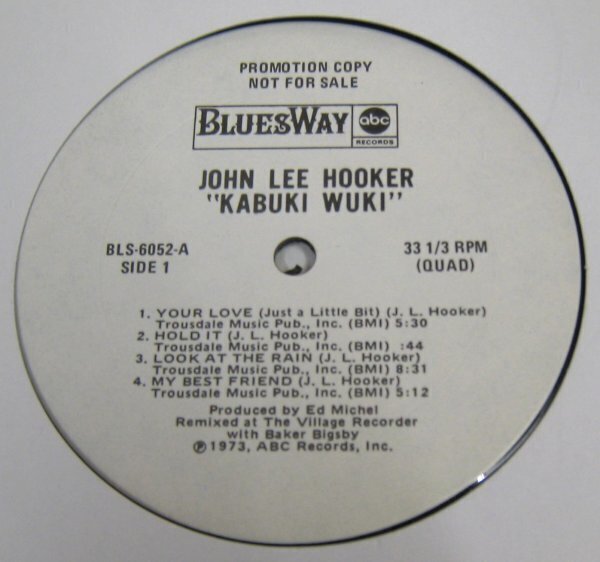 PROMOTION COPY
NOT FOR SALE
BLUESWAY abc
RECORDS
JOHN LEE HOOKER
"KABUKI WUKI"
BLS-6052-A 33 1/3 RPM
SIDE 1 (QUAD)
1. YOUR LOVE (Just a Little Bit) (J. L. Hooker)
Trousdale Music Pub., Inc. (BMI) 5:30
2. HOLD IT (J. L. Hooker)
Trousdale Music Pub., Inc. (BMI) :44
3. LOOK AT THE RAIN (J. L. Hooker)
Trousdale Music Pub., Inc. (BMI) 8:31
4. MY BEST FRIEND (J. L. Hooker)
Trousdale Music Pub., Inc. (BMI) 5:12
Produced by Ed Michel
Remixed at The Village Recorder
with Baker Bigsby
℗1973, ABC Records, Inc.